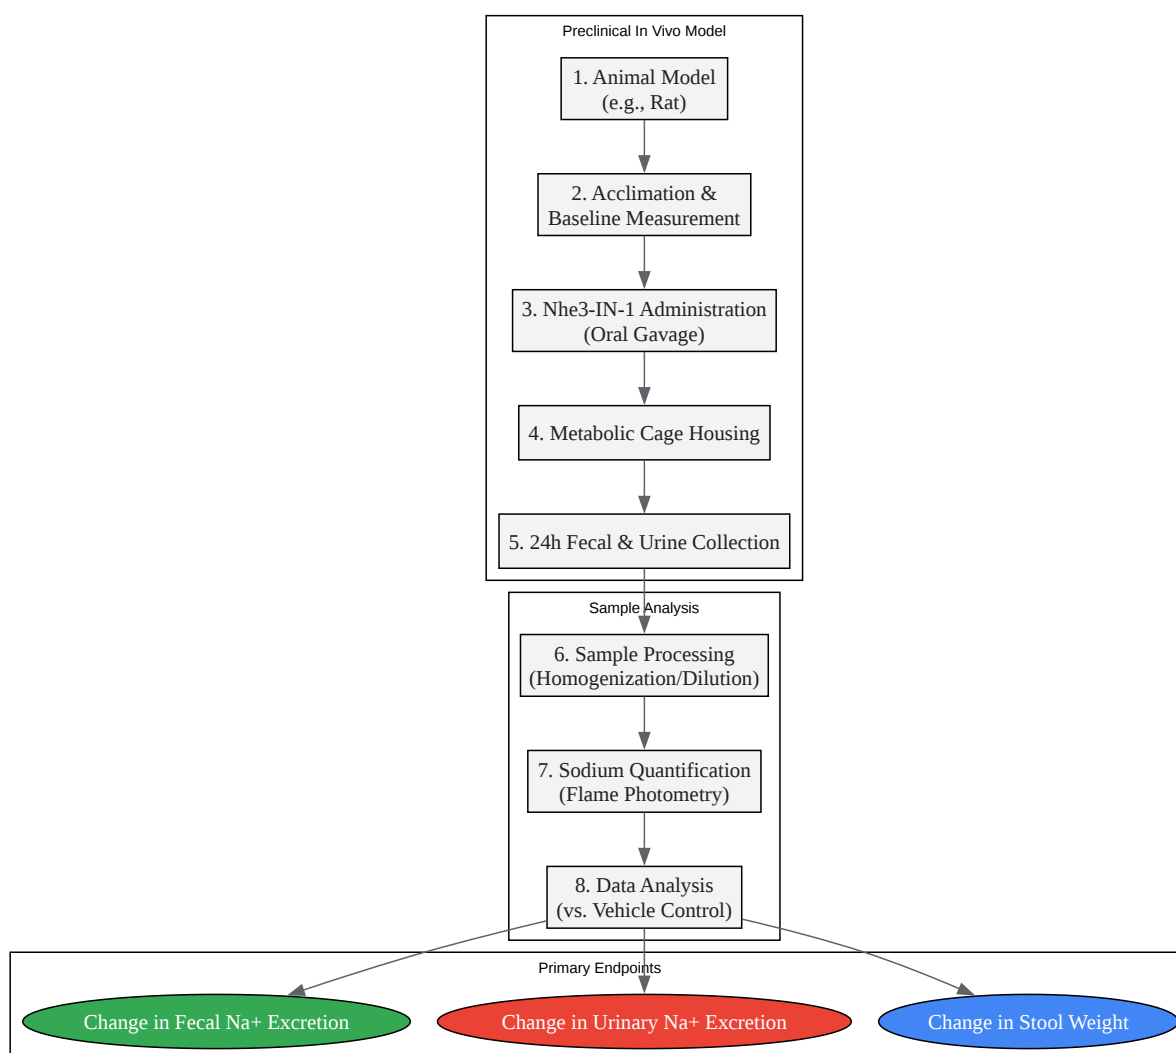 Preclinical In Vivo Model
1. Animal Model
(e.g., Rat)
2. Acclimation &
Baseline Measurement
3. Nhe3-IN-1 Administration
(Oral Gavage)
4. Metabolic Cage Housing
5. 24h Fecal & Urine Collection
Sample Analysis
6. Sample Processing
(Homogenization/Dilution)
7. Sodium Quantification
(Flame Photometry)
8. Data Analysis
(vs. Vehicle Control)
Primary Endpoints
Change in Fecal Na+ Excretion
Change in Urinary Na+ Excretion
Change in Stool Weight